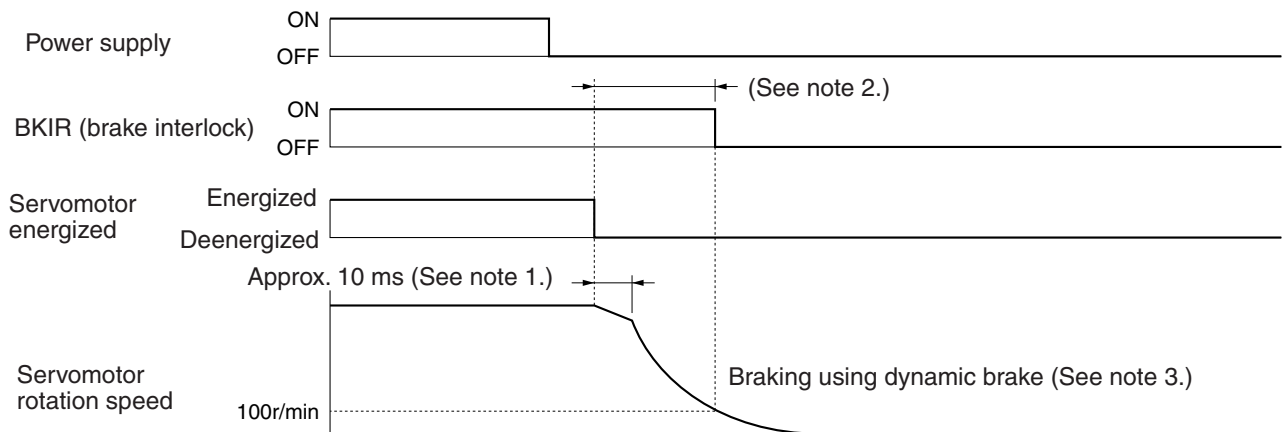 Power supply
ON
OFF
(See note 2.)
BKIR (brake interlock)
ON
OFF
Servomotor
energized
Energized
Deenergized
Approx. 10 ms (See note 1.)
Servomotor
rotation speed
100r/min
Braking using dynamic brake (See note 3.)